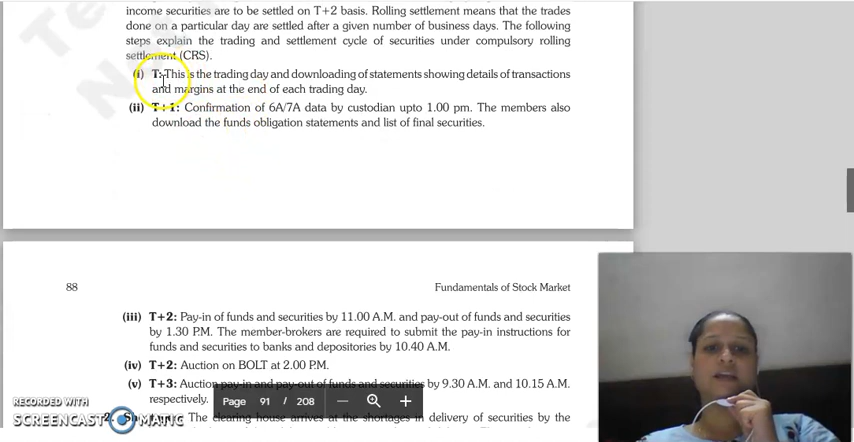 income securities are to be settled on T+2 basis. Rolling settlement means that the trades
done on a particular day are settled after a given number of business days. The following
steps explain the trading and settlement cycle of securities under compulsory rolling
settlement (CRS).
(i) T: This is the trading day and downloading of statements showing details of transactions
and margins at the end of each trading day.
(ii) T+1: Confirmation of 6A/7A data by custodian upto 1.00 pm. The members also
download the funds obligation statements and list of final securities.
88 Fundamentals of Stock Market
(iii) T+2: Pay-in of funds and securities by 11.00 A.M. and pay-out of funds and securities
by 1.30 P.M. The member-brokers are required to submit the pay-in instructions for
funds and securities to banks and depositories by 10.40 A.M.
(iv) T+2: Auction on BOLT at 2.00 P.M.
(v) T+3: Auction pay-in and pay-out of funds and securities by 9.30 A.M. and 10.15 A.M.
respectively.
Page 91 / 208
2. The clearing house arrives at the shortages in delivery of securities by the
RECORDED WITH
SCREENCAST MATIC